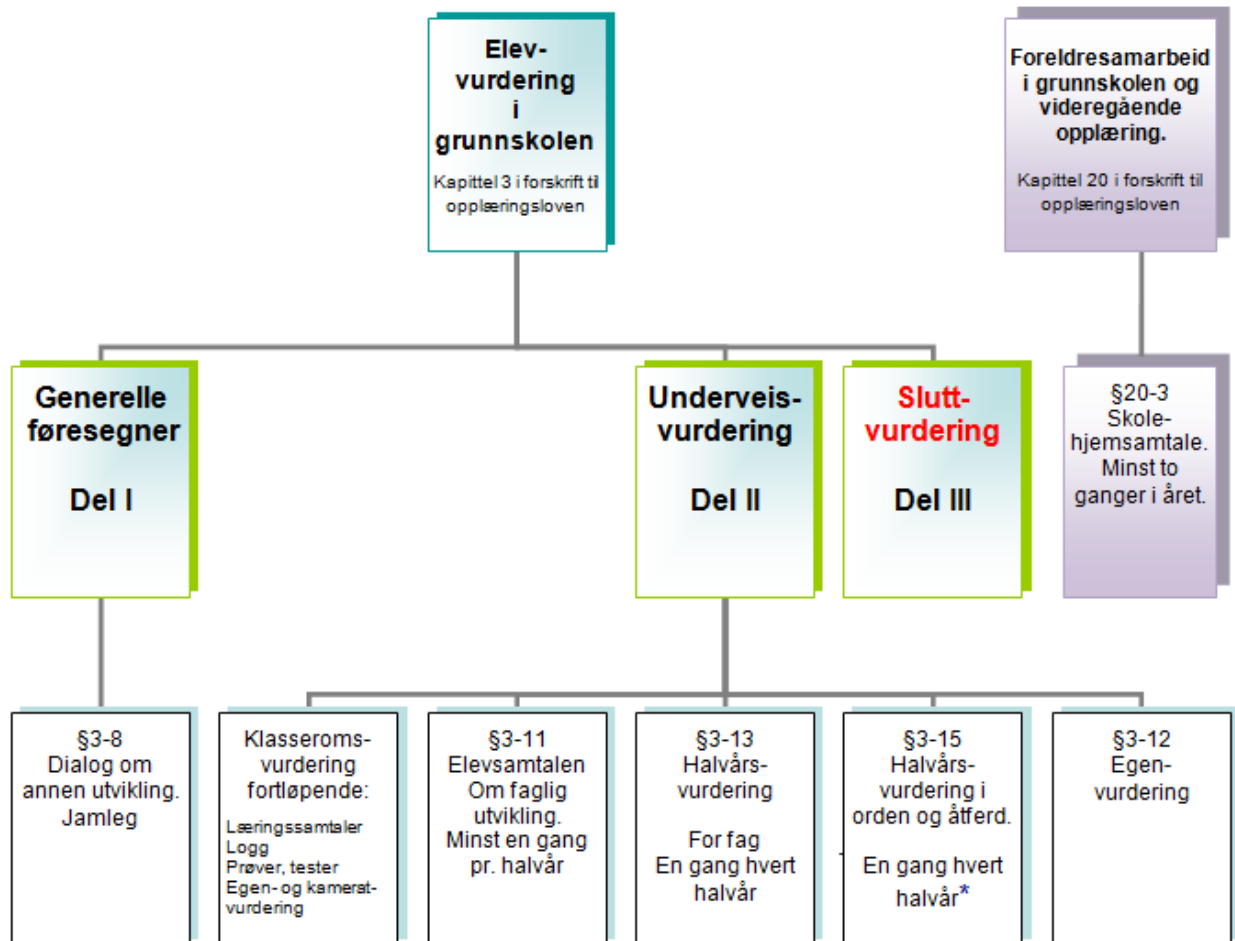 Elev-
vurdering
i
grunnskolen
Kapittel 3 i forskrift til
opplæringsloven
Foreldresamarbeid
i grunnskolen og
videregående
opplæring.
Kapittel 20 i forskrift til
opplæringsloven
Generelle
føresegner
Del I
Underveis-
vurdering
Del II
Slutt-
vurdering
Del III
§20-3
Skole-
hjemsamtale.
Minst to
ganger i året.
§3-8
Dialog om
annen utvikling.
Jamleg
Klasseroms-
vurdering
fortløpende:
Læringssamtaler
Logg
Prøver, tester
Egen- og kamerat-
vurdering
§3-11
Elevsamtalen
Om faglig
utvikling.
Minst en gang
pr. halvår
§3-13
Halvårs-
vurdering
For fag
En gang hvert
halvår
§3-15
Halvårs-
vurdering i
orden og åtferd.
En gang hvert
halvår*
§3-12
Egen-
vurdering